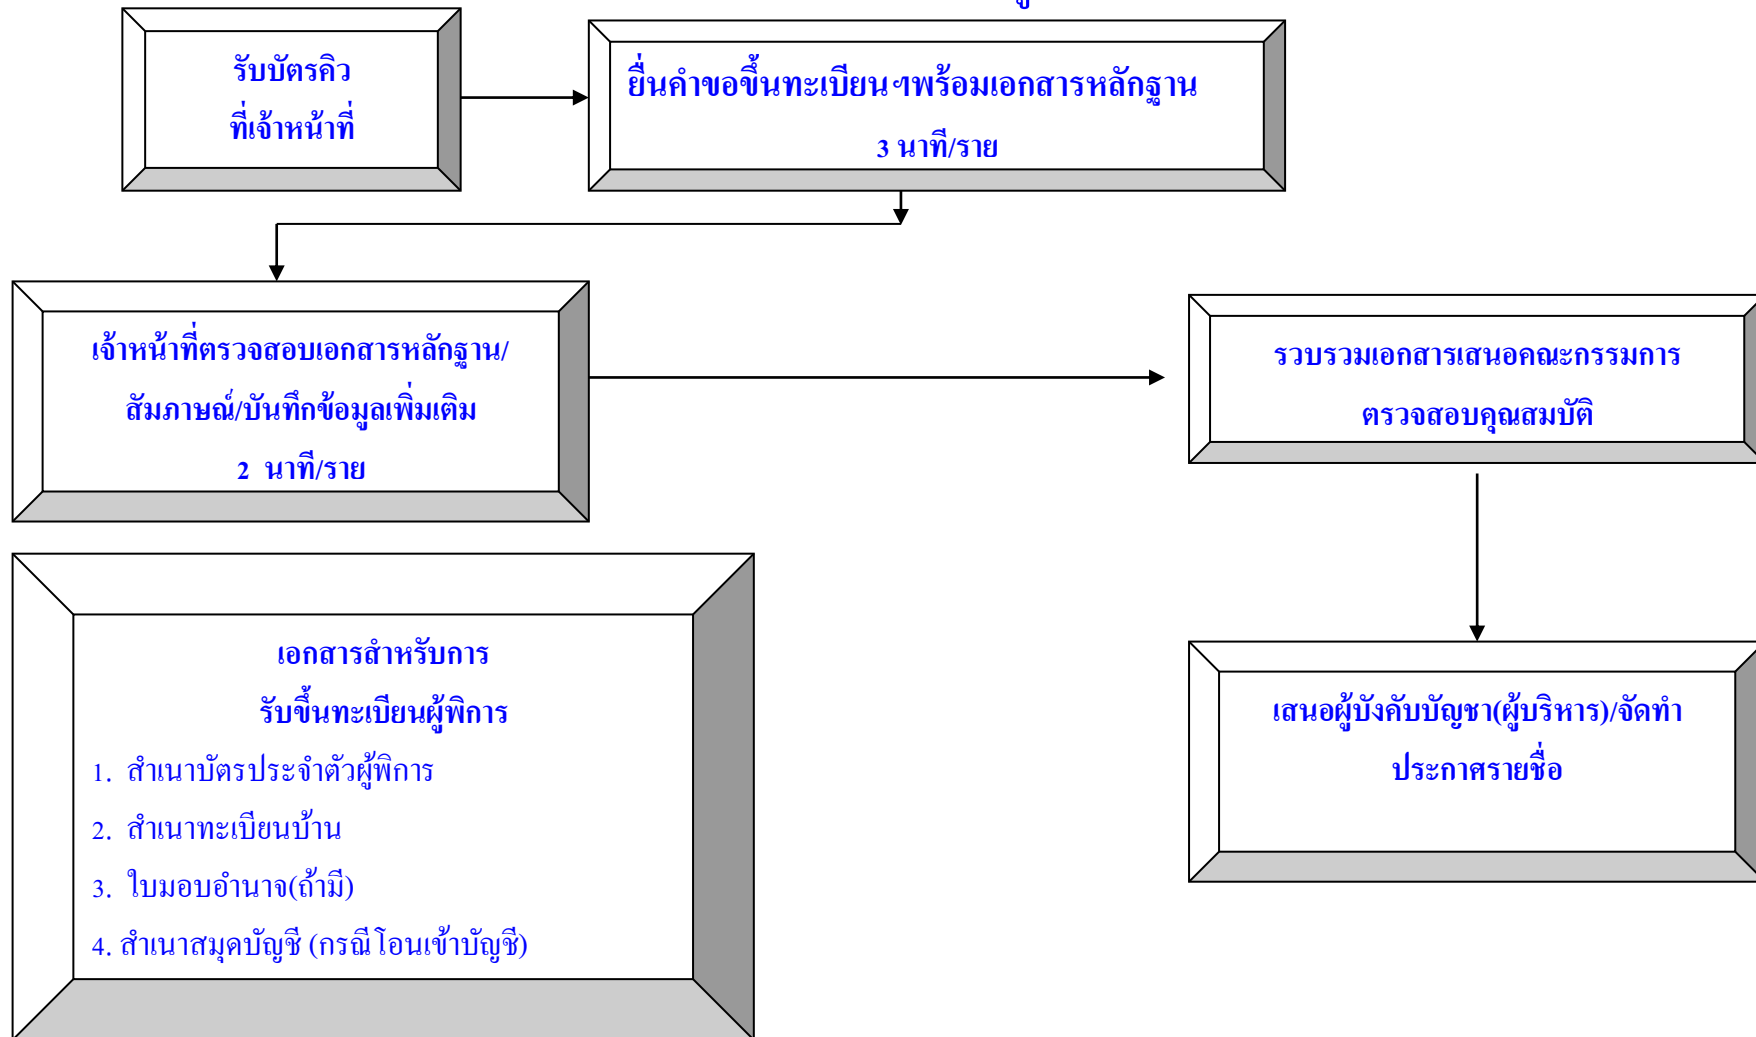 รับบัตรคิว
ที่เจ้าหน้าที่
ยื่นคำขอขึ้นทะเบียนฯพร้อมเอกสารหลักฐาน
3 นาที/ราย
เจ้าหน้าที่ตรวจสอบเอกสารหลักฐาน/
สัมภาษณ์/บันทึกข้อมูลเพิ่มเติม
2 นาที/ราย
รวบรวมเอกสารเสนอคณะกรรมการ
ตรวจสอบคุณสมบัติ
เสนอผู้บังคับบัญชา(ผู้บริหาร)/จัดทำ
ประกาศรายชื่อ
เอกสารสำหรับการ
รับขึ้นทะเบียนผู้พิการ
1. สำเนาบัตรประจำตัวผู้พิการ
2. สำเนาทะเบียนบ้าน
3. ใบมอบอำนาจ(ถ้ามี)
4. สำเนาสมุดบัญชี (กรณีโอนเข้าบัญชี)